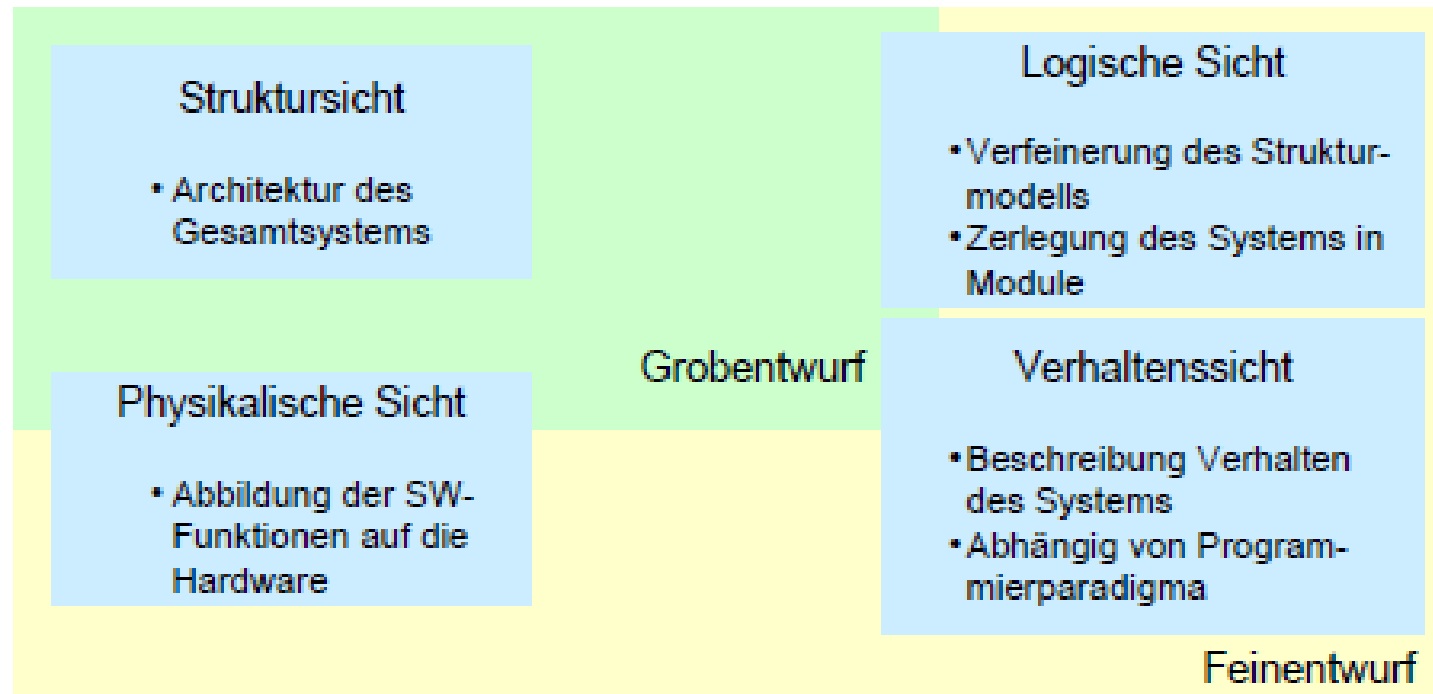 Struktursicht
• Architektur des
Gesamtsystems
Logische Sicht
•Verfeinerung des Struktur-
modells
•Zerlegung des Systems in
Module
Grobentwurf
Physikalische Sicht
• Abbildung der SW-
Funktionen auf die
Hardware
Verhaltenssicht
•Beschreibung Verhalten
des Systems
•Abhängig von Program-
mierparadigma
Feinentwurf